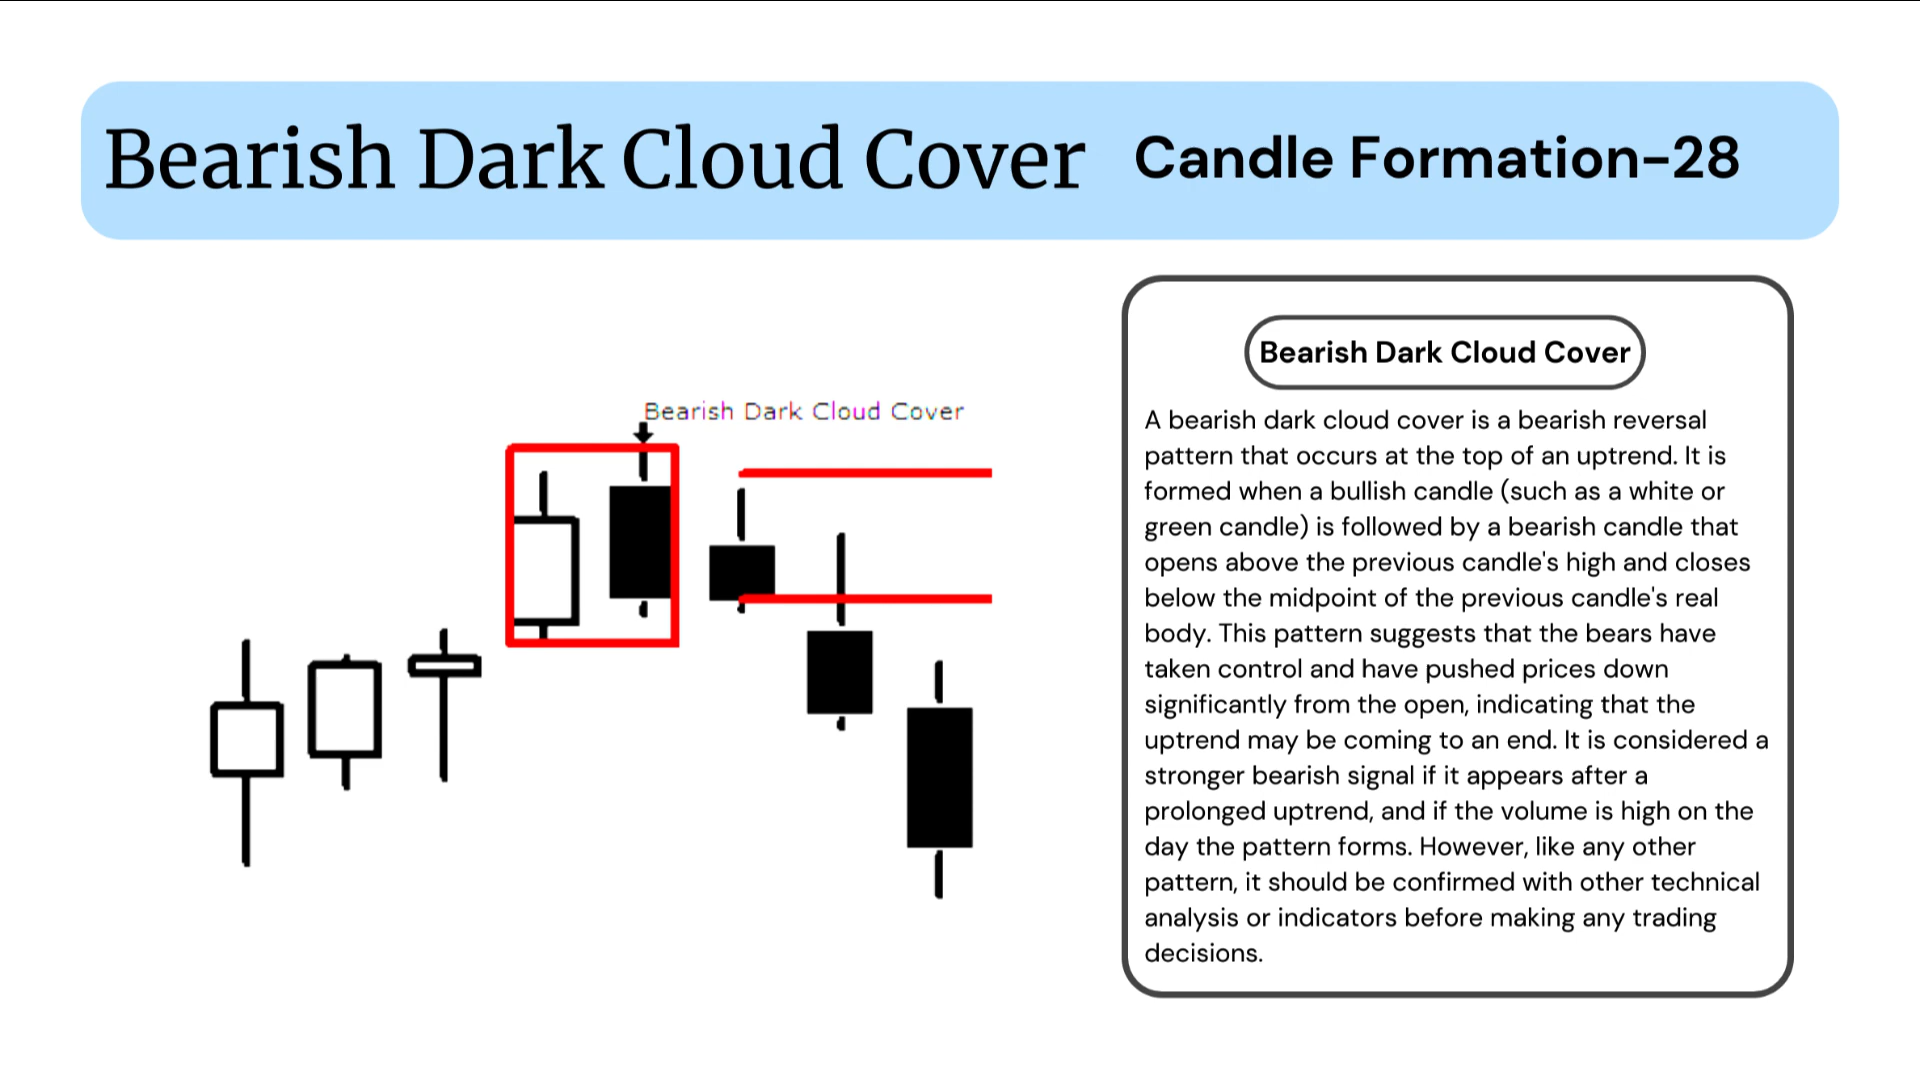 Bearish Dark Cloud Cover Candle Formation-28
Bearish Dark Cloud Cover
Bearish Dark Cloud Cover
A bearish dark cloud cover is a bearish reversal
pattern that occurs at the top of an uptrend. It is
formed when a bullish candle (such as a white or
green candle) is followed by a bearish candle that
opens above the previous candle's high and closes
below the midpoint of the previous candle's real
body. This pattern suggests that the bears have
taken control and have pushed prices down
significantly from the open, indicating that the
uptrend may be coming to an end. It is considered a
stronger bearish signal if it appears after a
prolonged uptrend, and if the volume is high on the
day the pattern forms. However, like any other
pattern, it should be confirmed with other technical
analysis or indicators before making any trading
decisions.